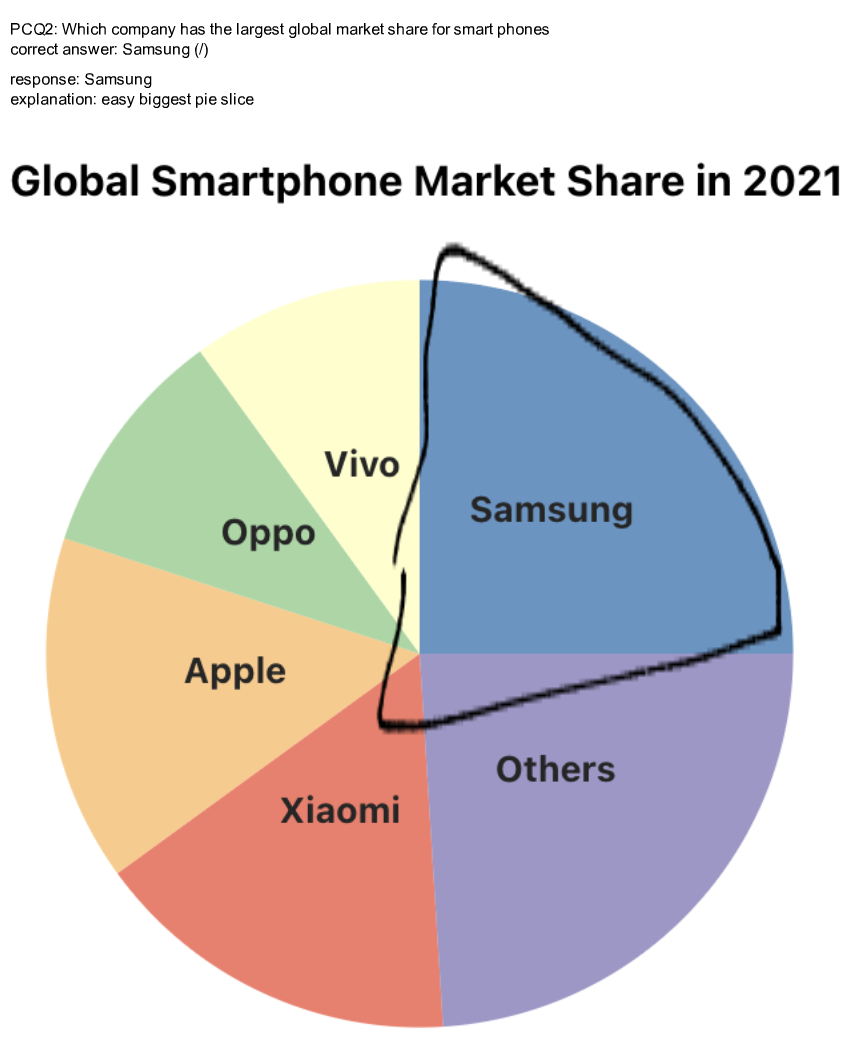 PCQ2: Which company has the largest global market share for smart phones
correct answer: Samsung (/)
response: Samsung
explanation: easy biggest pie slice
Global Smartphone Market Share in 2021
Vivo
Samsung
Oppo
Apple
Others
Xiaomi